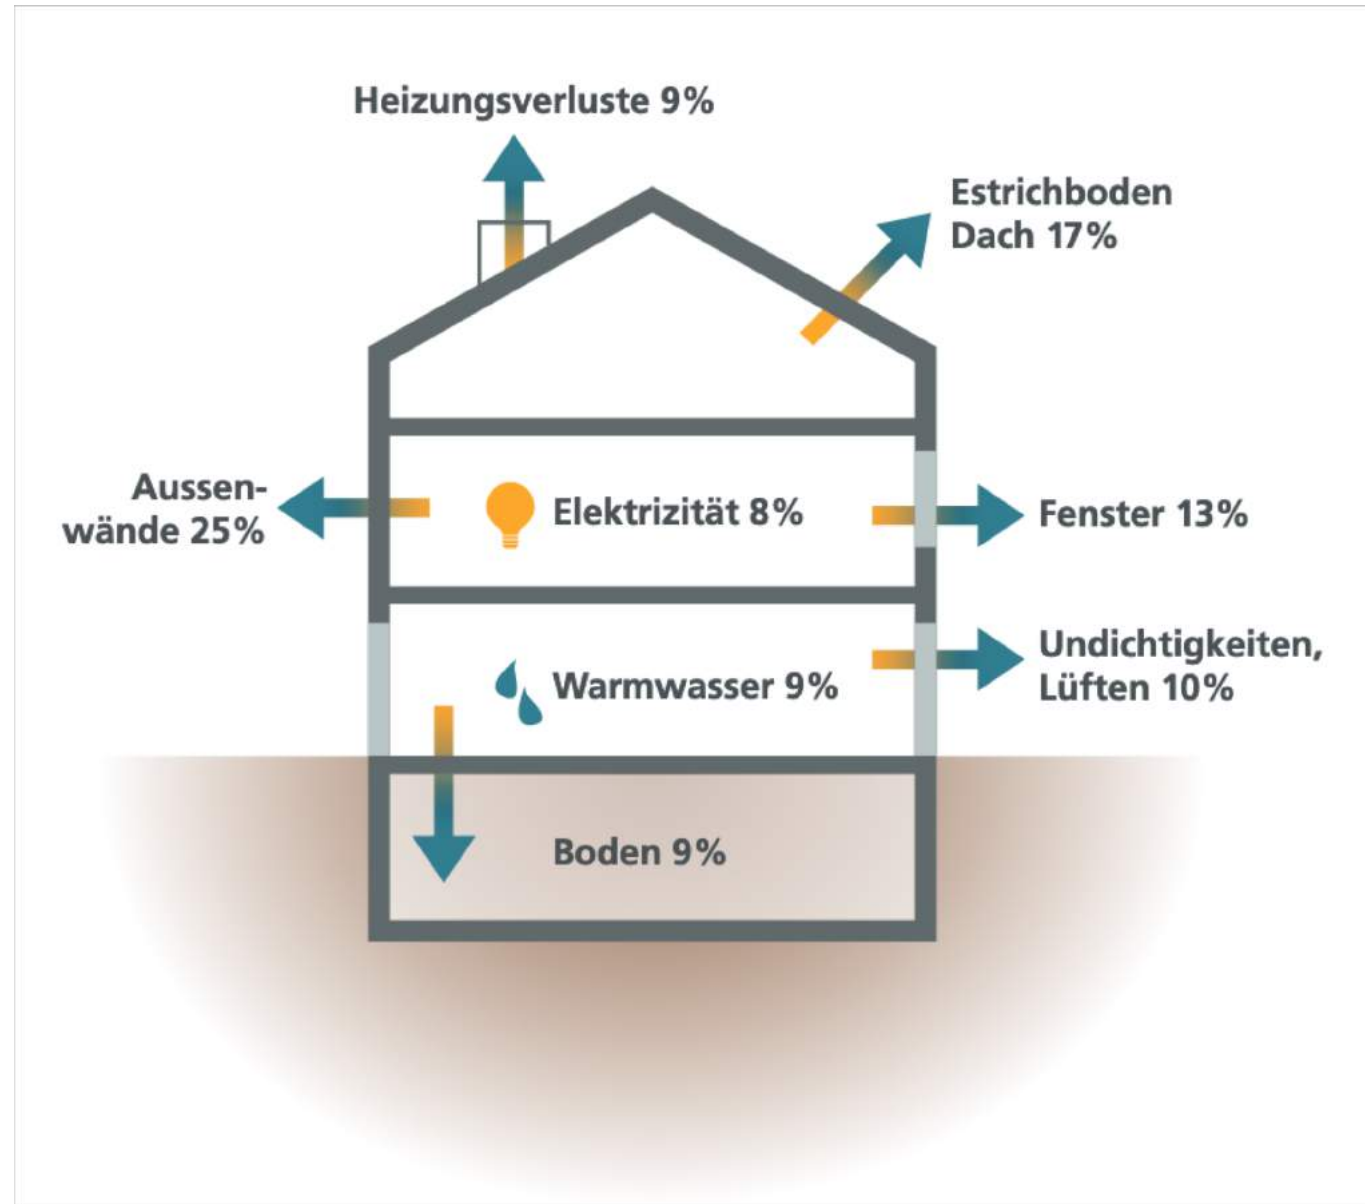 Heizungsverluste 9%
Estrichboden
Dach 17%
Aussen-
wände 25%
Elektrizität 8%
Fenster 13%
Undichtigkeiten,
Lüften 10%
Warmwasser 9%
Boden 9%